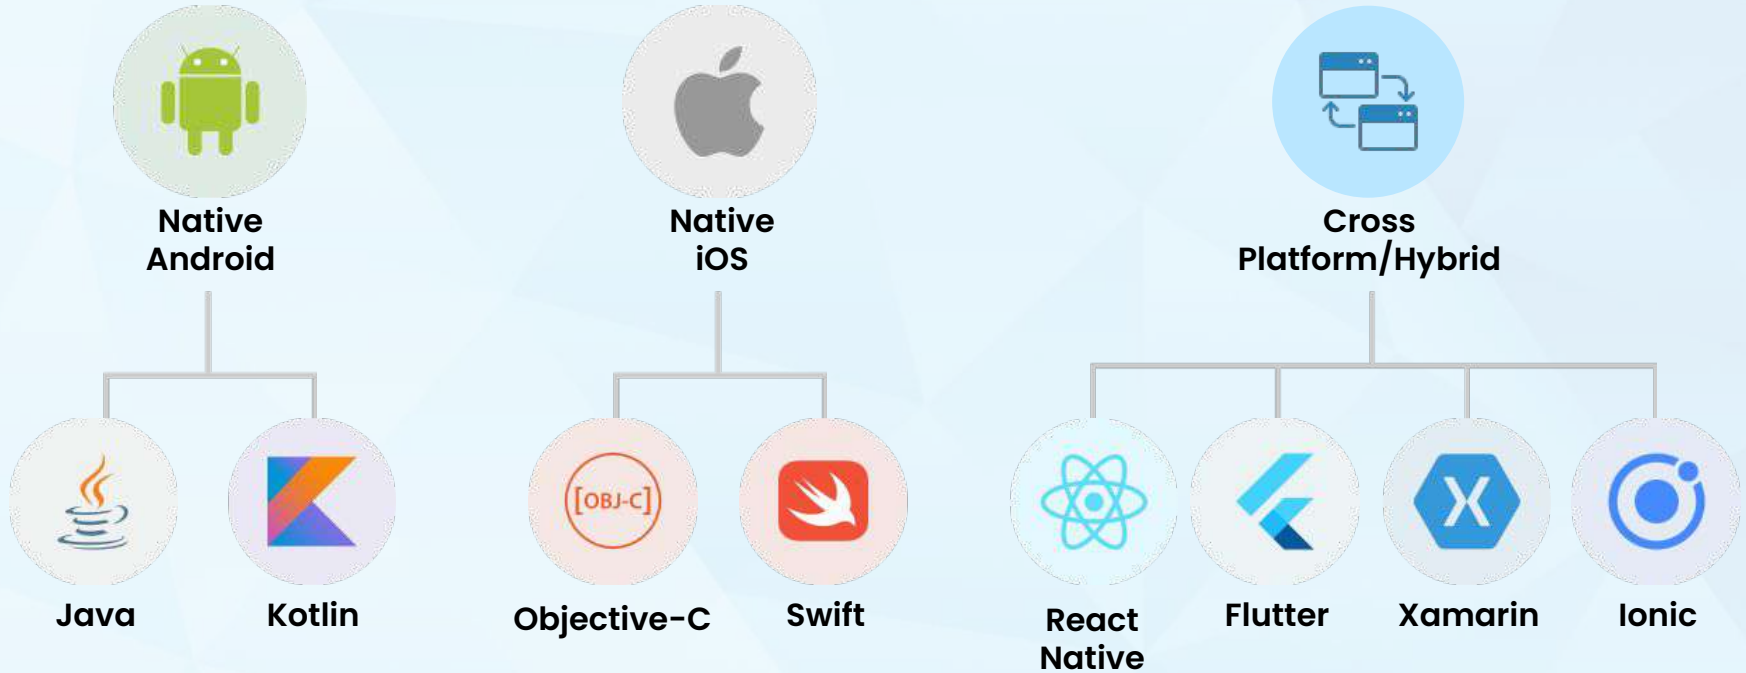 Native
Android
Native
iOS
Cross
Platform/Hybrid
[OBJ-C]
X
Java
Kotlin
Objective-C
Swift
React
Native
Flutter
Xamarin
Ionic